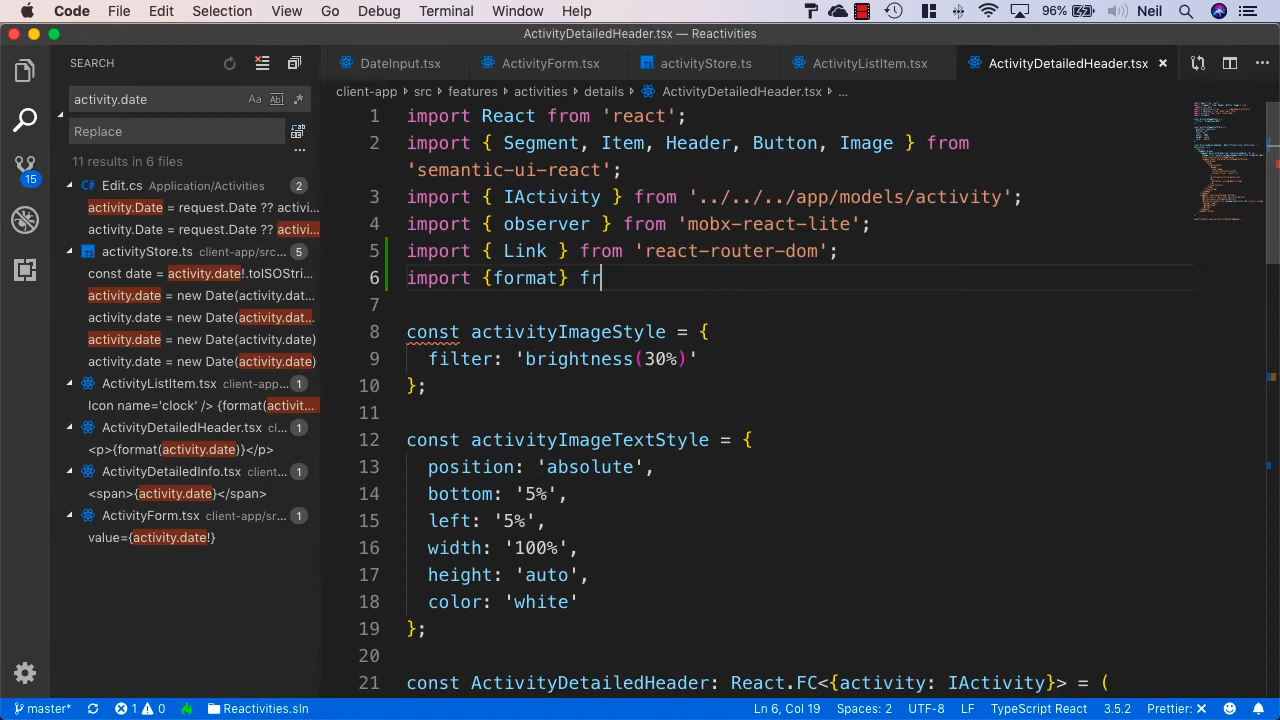 Code File Edit Selection View Go Debug Terminal Window Help 96% Neil
ActivityDetailedHeader.tsx — Reactivities
SEARCH
DateInput.tsx ActivityForm.tsx TS activityStore.ts ActivityListItem.tsx ActivityDetailedHeader.tsx ×
client-app › src › features › activities › details › ActivityDetailedHeader.tsx › ...
activity.date Aa Abl .*
Replace
...
11 results in 6 files
C# Edit.cs Application/Activities 2
activity.Date = request.Date ?? activi...
activity.Date = request.Date ?? activi...
TS activityStore.ts client-app/src... 5
const date = activity.date!.toISOStri...
activity.date = new Date(activity.dat...
activity.date = new Date(activity.dat...
activity.date = new Date(activity.date)
activity.date = new Date(activity.date)
ActivityListItem.tsx client-app... 1
Icon name='clock' /> {format(activit...
ActivityDetailedHeader.tsx cl... 1
<p>{format(activity.date)}</p>
ActivityDetailedInfo.tsx client... 1
<span>{activity.date}</span>
ActivityForm.tsx client-app/sr... 1
value={activity.date!}
15
1 import React from 'react';
2 import { Segment, Item, Header, Button, Image } from
'semantic-ui-react';
3 import { IActivity } from '../../../app/models/activity';
4 import { observer } from 'mobx-react-lite';
5 import { Link } from 'react-router-dom';
6 import {format} fr
7
8 const activityImageStyle = {
9 filter: 'brightness(30%)'
10 };
11
12 const activityImageTextStyle = {
13 position: 'absolute',
14 bottom: '5%',
15 left: '5%',
16 width: '100%',
17 height: 'auto',
18 color: 'white'
19 };
20
21 const ActivityDetailedHeader: React.FC<{activity: IActivity}> = (
master* 1 0 Reactivities.sln Ln 6, Col 19 Spaces: 2 UTF-8 LF TypeScript React 3.5.2 Prettier: ×